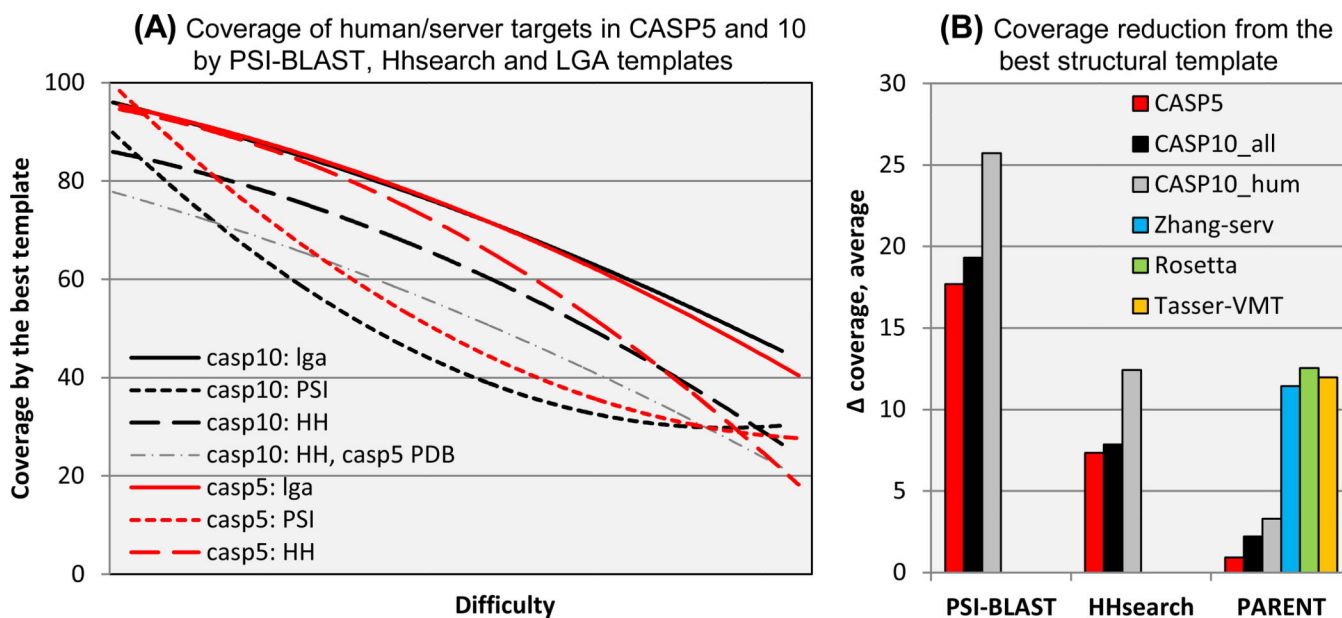 (A) Coverage of human/server targets in CASP5 and 10
by PSI-BLAST, Hhsearch and LGA templates
100
80
60
40
20
0
Coverage by the best template
casp10: lga
casp10: PSI
casp10: HH
casp10: HH, casp5 PDB
casp5: lga
casp5: PSI
casp5: HH
Difficulty
(B) Coverage reduction from the
best structural template
30
25
20
15
10
5
0
Δ coverage, average
CASP5
CASP10_all
CASP10_hum
Zhang-serv
Rosetta
Tasser-VMT
PSI-BLAST HHsearch PARENT